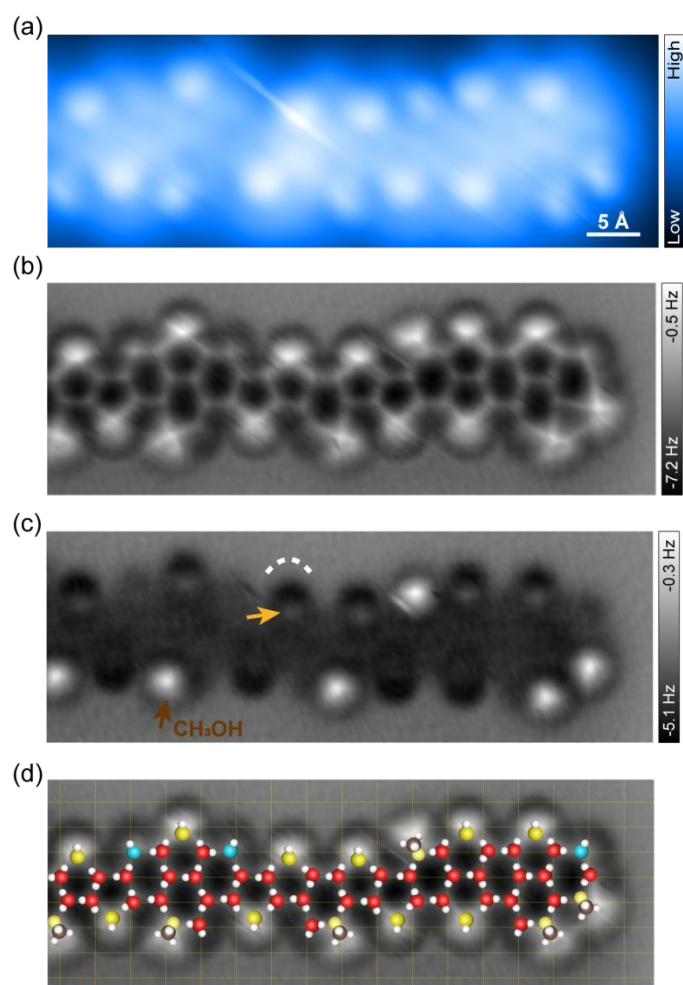 (a)
High
Low
5 Å
(b)
-0.5 Hz
-7.2 Hz
(c)
-0.3 Hz
-5.1 Hz
CH₃OH
(d)